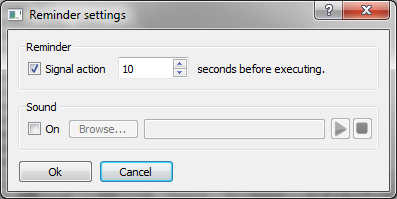 Reminder settings
Reminder
Signal action 10 seconds before executing.
Sound
On Browse...
Ok Cancel